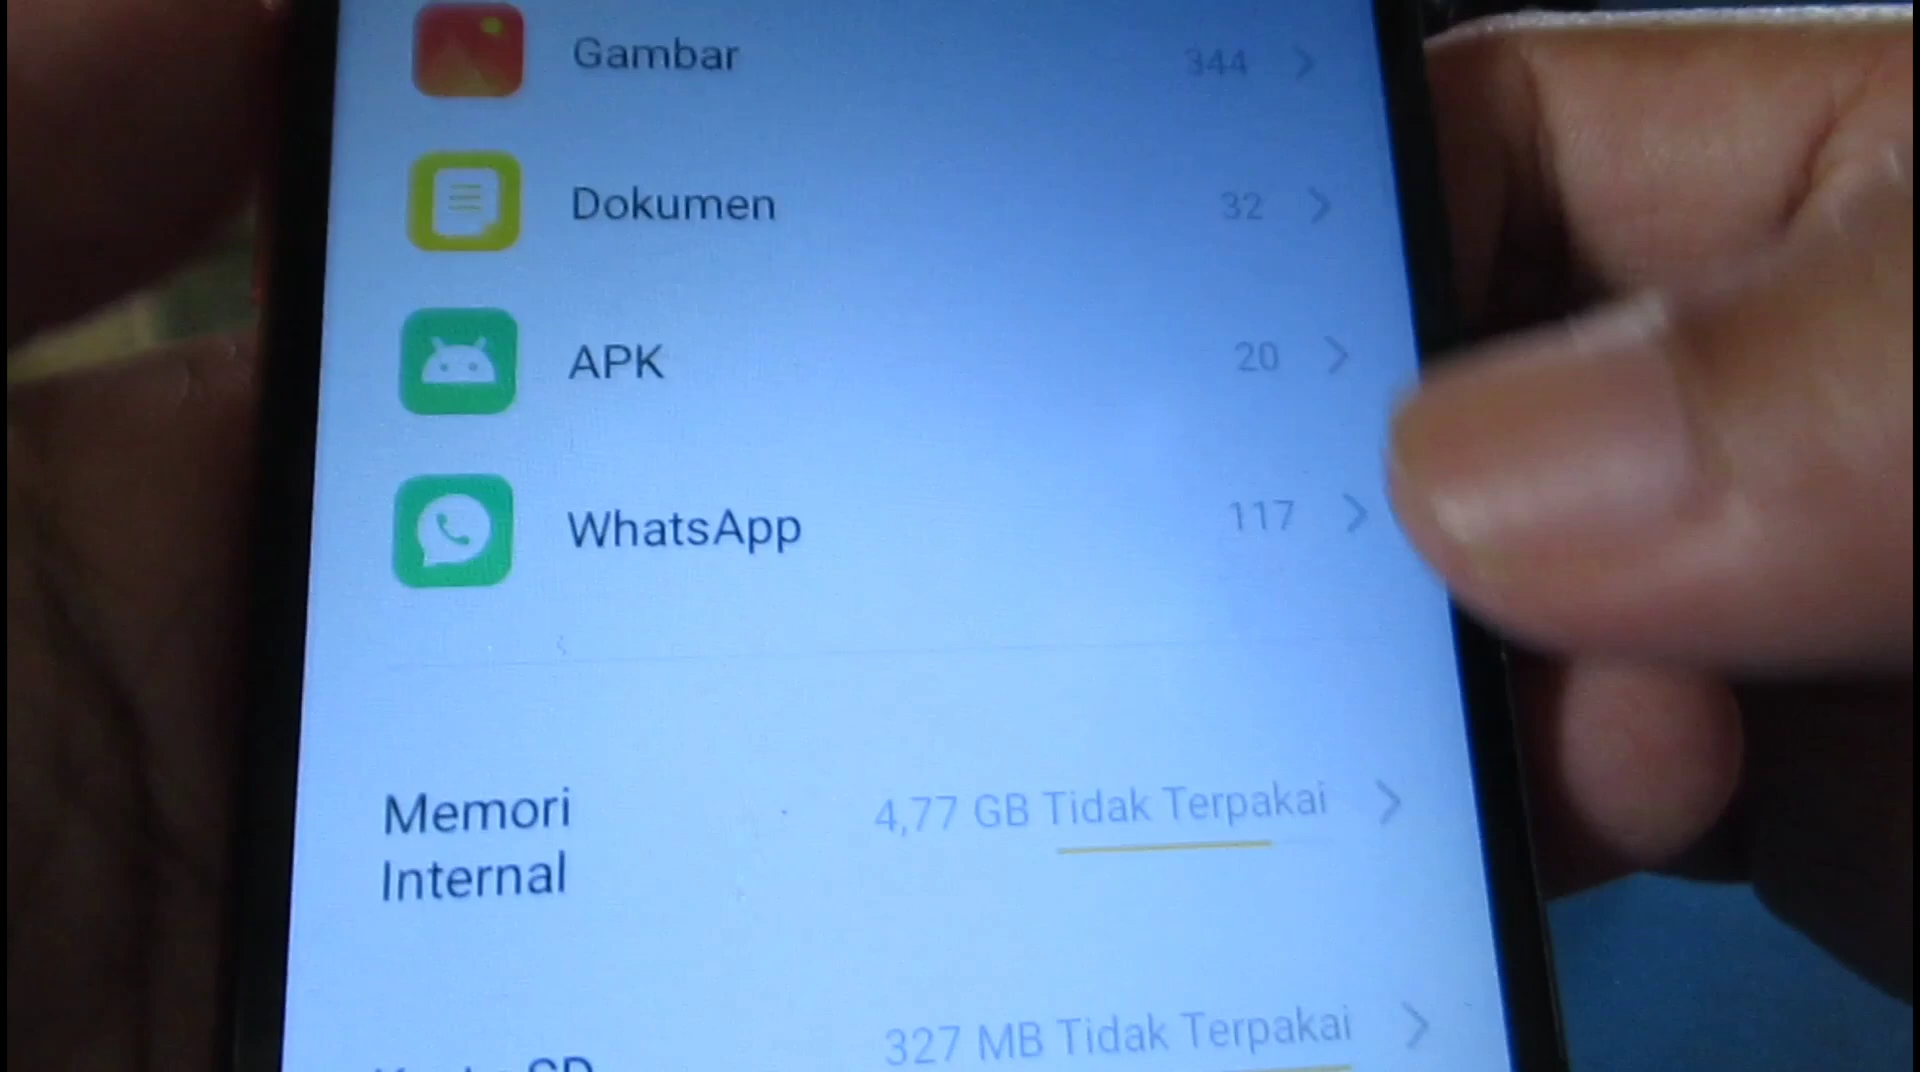 Gambar 344
Dokumen 32
APK 20
WhatsApp 117
Memori 4,77 GB Tidak Terpakai
Internal
327 MB Tidak Terpakai
SD